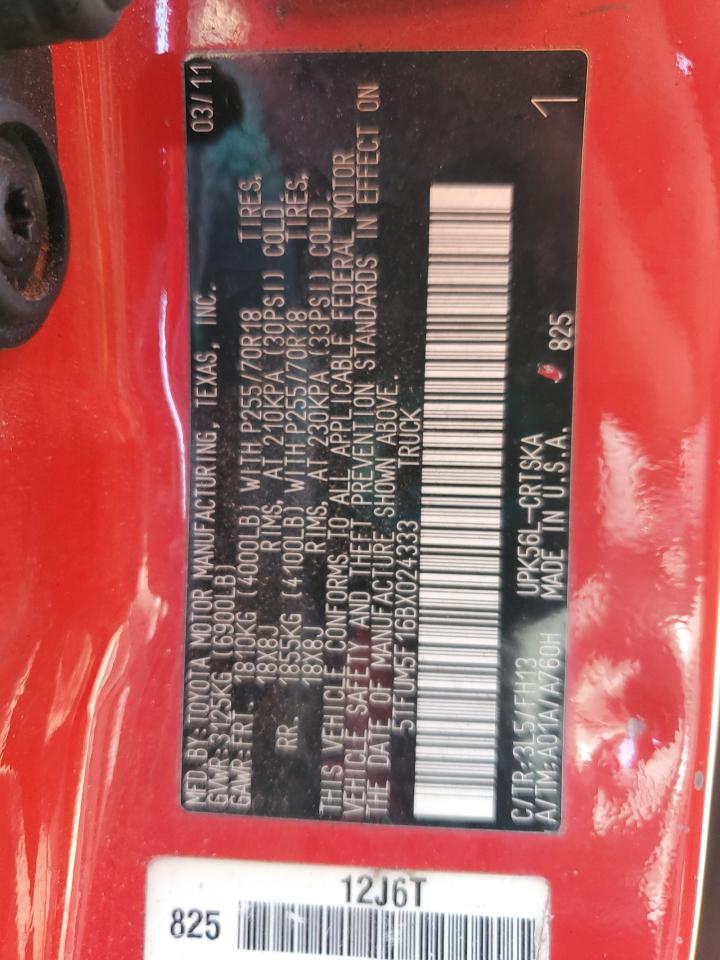 MFD BY: TOYOTA MOTOR MANUFACTURING, TEXAS, INC. 03/11
GVWR: 3125KG (6900LB)
GAWR: FRT 1810KG (4000LB) WITH P255/70R18 TIRES,
18X8J RIMS, AT 210KPA (30PSI) COLD.
RR. 1855KG (4100LB) WITH P255/70R18 TIRES,
18X8J RIMS, AT 230KPA (33PSI) COLD.
THIS VEHICLE CONFORMS TO ALL APPLICABLE FEDERAL MOTOR
VEHICLE SAFETY AND THEFT PREVENTION STANDARDS IN EFFECT ON
THE DATE OF MANUFACTURE SHOWN ABOVE.
5TFUM5F16BX024333 TRUCK
C/TR: 3L5/FH13 UPK56L-CRTSKA 825
A/TM: A01A/A760H MADE IN U.S.A. 1
12J6T
825